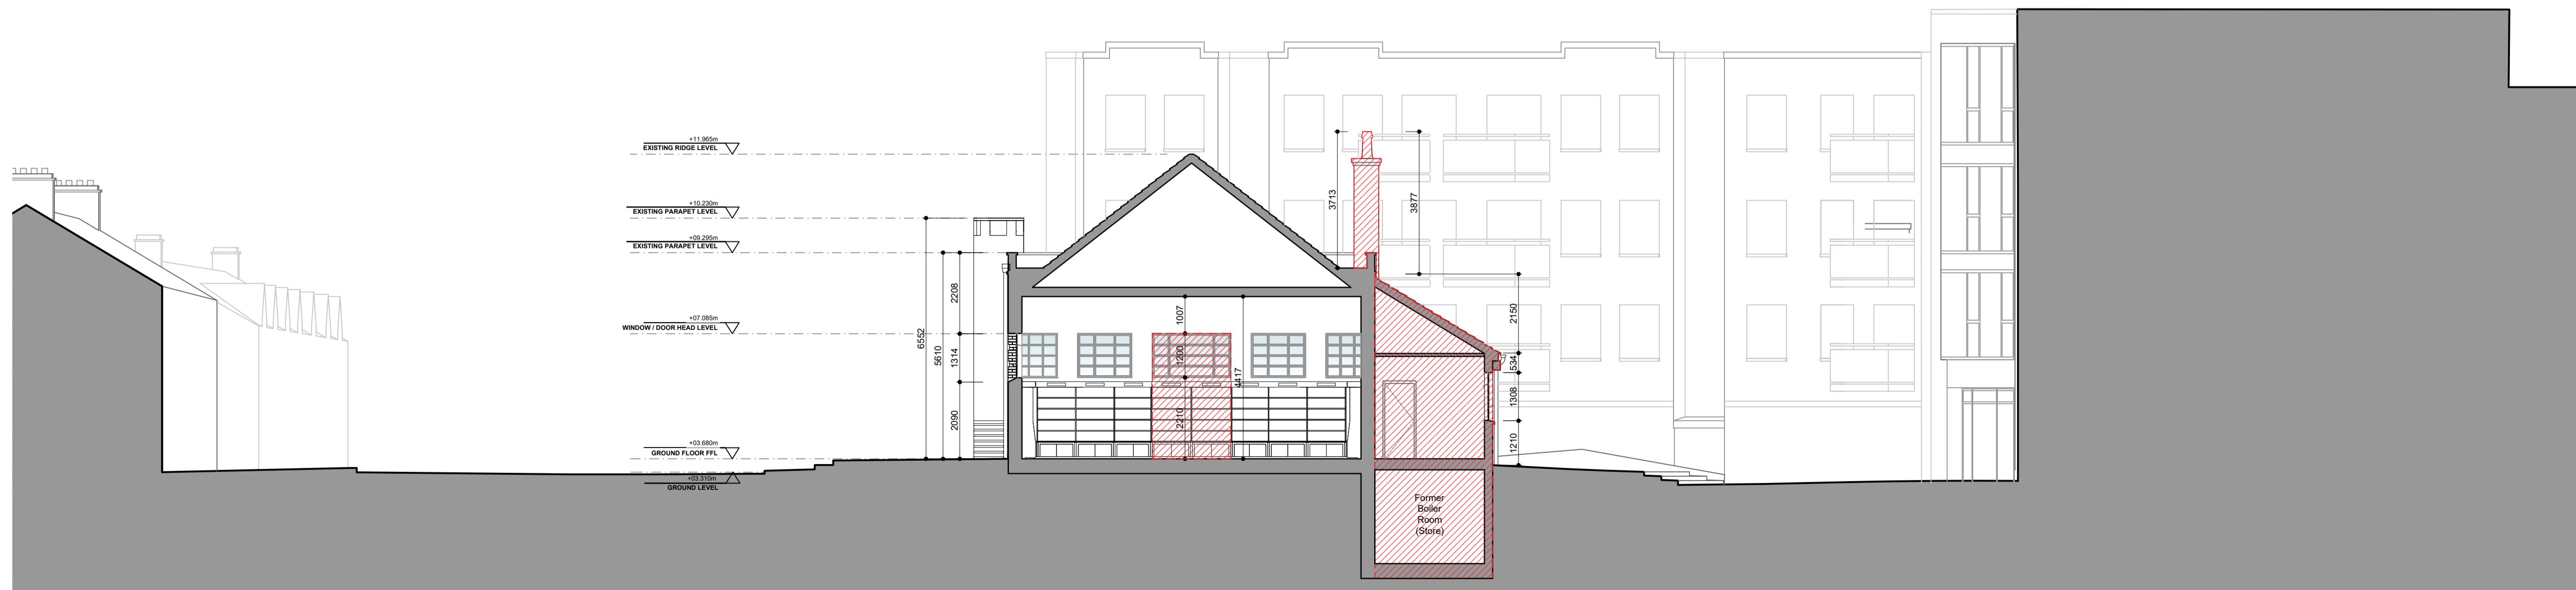 +11.965m
EXISTING RIDGE LEVEL
+10.230m
EXISTING PARAPET LEVEL
+09.295m
EXISTING PARAPET LEVEL
+07.085m
WINDOW / DOOR HEAD LEVEL
+03.680m
GROUND FLOOR FFL
+03.310m
GROUND LEVEL
6552
5610
2208
1314
2090
1007
1200
4417
2210
3713
3877
2150
534
1308
1210
Former
Boiler
Room
(Store)